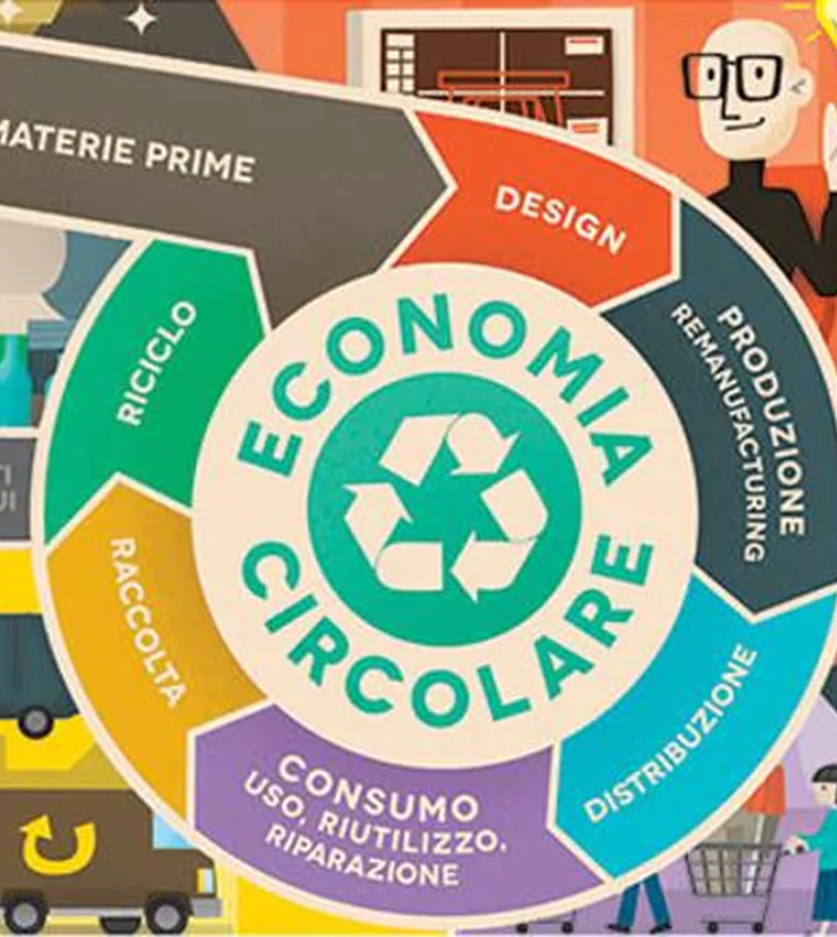 MATERIE PRIME
DESIGN
PRODUZIONE
REMANUFACTURING
DISTRIBUZIONE
CONSUMO
USO, RIUTILIZZO,
RIPARAZIONE
RACCOLTA
RICICLO
ECONOMIA
CIRCOLARE